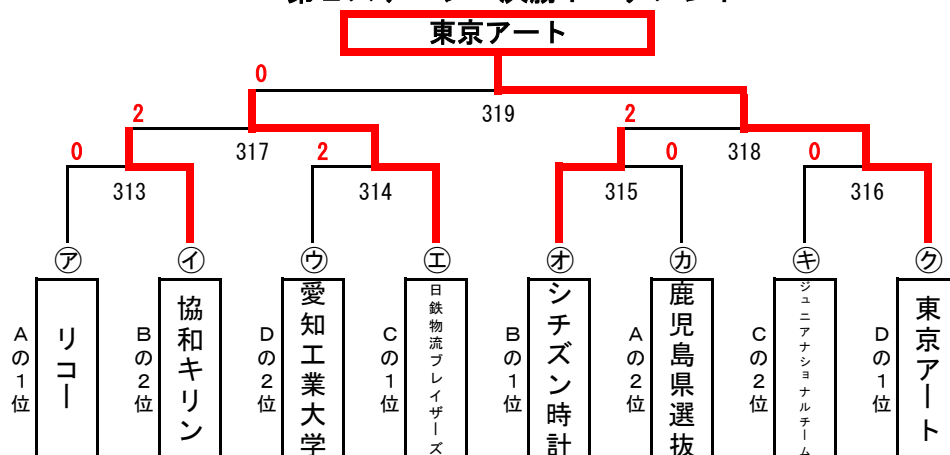 東京アート
0
319
2
2
317
318
0
2
0
0
313
314
315
316
㋐
㋑
㋒
㋓
㋔
㋕
㋖
㋗
Aの1位
リコー
Bの2位
協和キリン
Dの2位
愛知工業大学
Cの1位
日鉄物流ブレイザーズ
Bの1位
シチズン時計
Aの2位
鹿児島県選抜
Cの2位
ジュニアナショナルチーム
Dの1位
東京アート